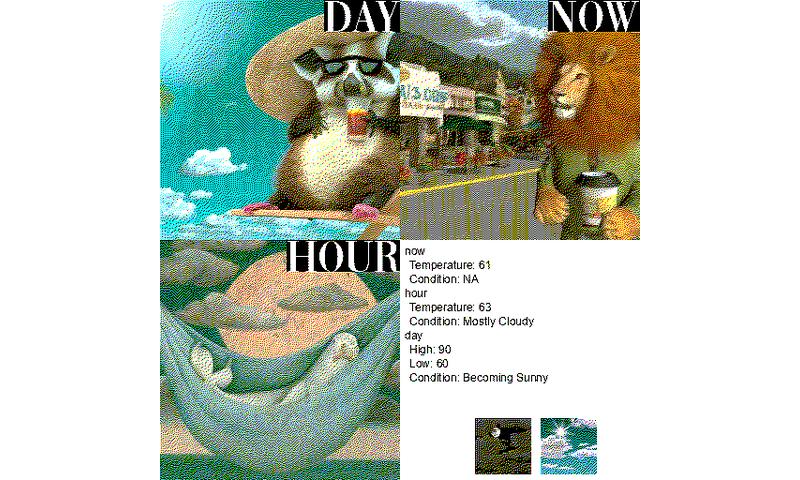 DAY
NOW
HOUR
now
Temperature: 61
Condition: NA
hour
Temperature: 63
Condition: Mostly Cloudy
day
High: 90
Low: 60
Condition: Becoming Sunny